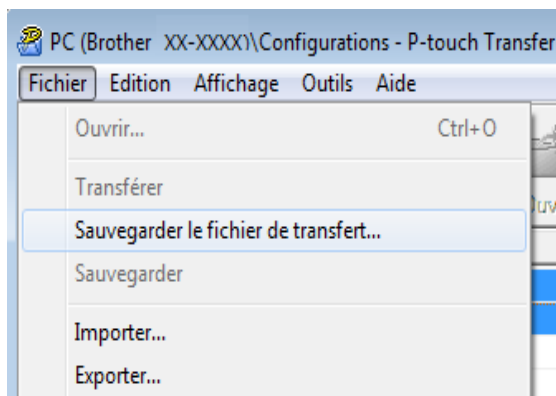 PC (Brother XX-XXXX)\Configurations - P-touch Transfer
Fichier Edition Affichage Outils Aide
Ouvrir... Ctrl+O
Transférer
Sauvegarder le fichier de transfert...
Sauvegarder
Importer...
Exporter...